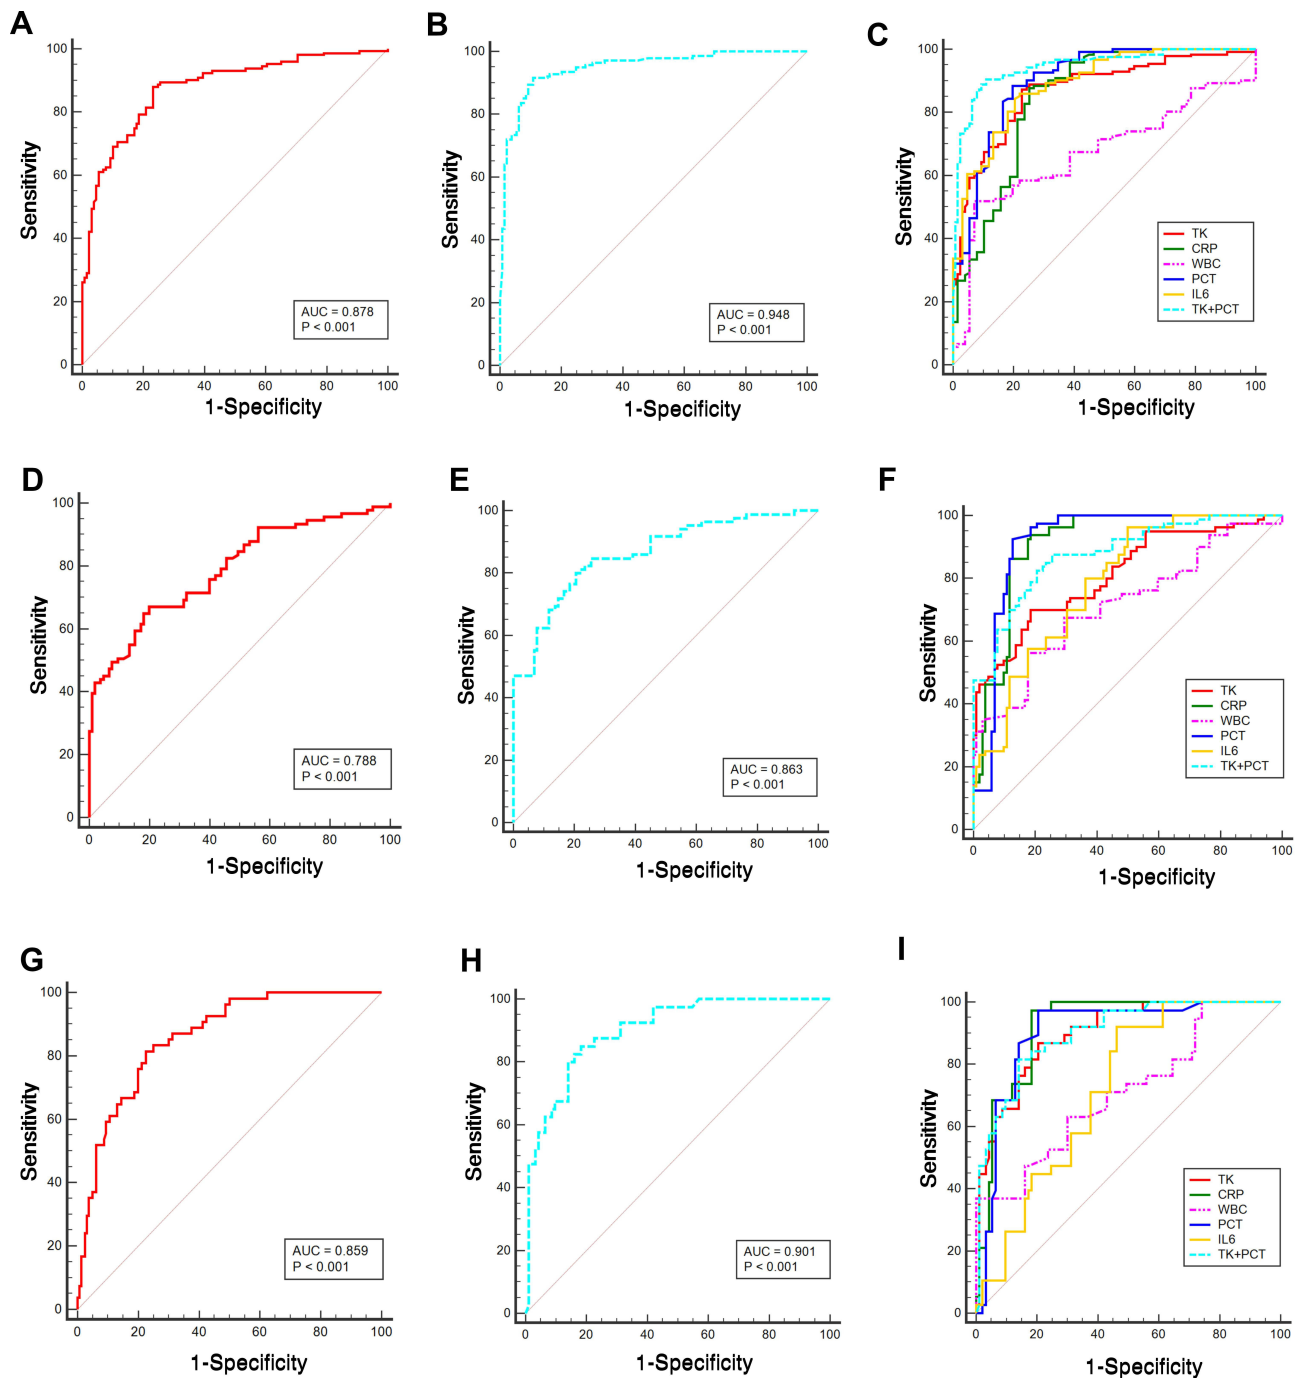 A
100
80
60
40
20
0
Sensitivity
AUC = 0.878
P < 0.001
0 20 40 60 80 100
1-Specificity
B
100
80
60
40
20
0
Sensitivity
AUC = 0.948
P < 0.001
0 20 40 60 80 100
1-Specificity
C
100
80
60
40
20
0
Sensitivity
TK
CRP
WBC
PCT
IL6
TK+PCT
0 20 40 60 80 100
1-Specificity
D
100
80
60
40
20
0
Sensitivity
AUC = 0.788
P < 0.001
0 20 40 60 80 100
1-Specificity
E
100
80
60
40
20
0
Sensitivity
AUC = 0.863
P < 0.001
0 20 40 60 80 100
1-Specificity
F
100
80
60
40
20
0
Sensitivity
TK
CRP
WBC
PCT
IL6
TK+PCT
0 20 40 60 80 100
1-Specificity
G
100
80
60
40
20
0
Sensitivity
AUC = 0.859
P < 0.001
0 20 40 60 80 100
1-Specificity
H
100
80
60
40
20
0
Sensitivity
AUC = 0.901
P < 0.001
0 20 40 60 80 100
1-Specificity
I
100
80
60
40
20
0
Sensitivity
TK
CRP
WBC
PCT
IL6
TK+PCT
0 20 40 60 80 100
1-Specificity